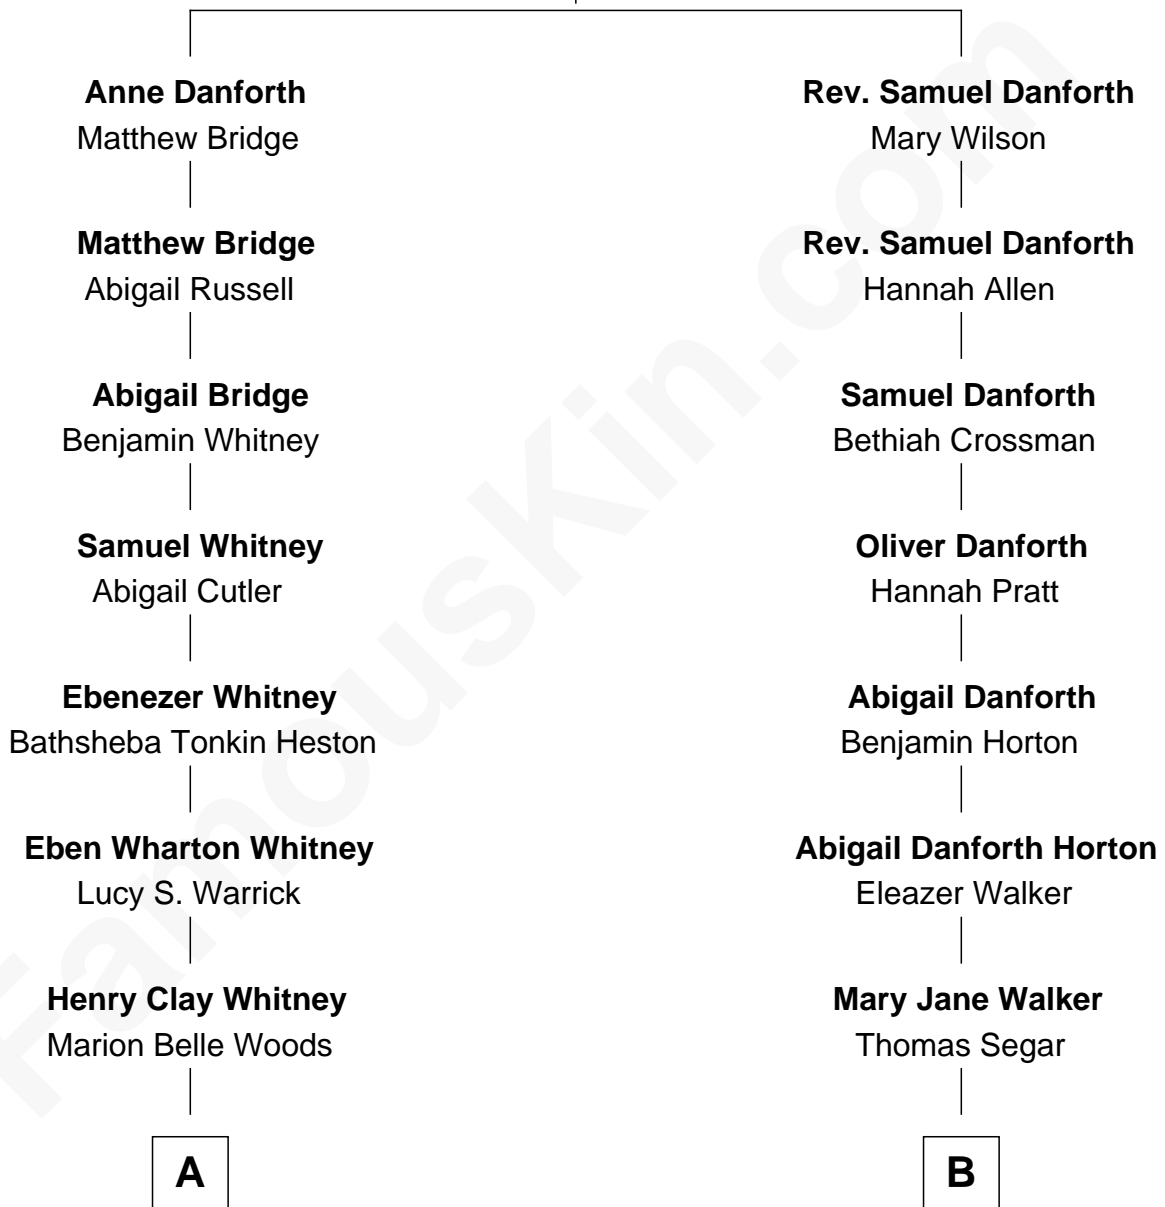 Anne Danforth
Matthew Bridge
Matthew Bridge
Abigail Russell
Abigail Bridge
Benjamin Whitney
Samuel Whitney
Abigail Cutler
Ebenezer Whitney
Bathsheba Tonkin Heston
Eben Wharton Whitney
Lucy S. Warrick
Henry Clay Whitney
Marion Belle Woods
A
Rev. Samuel Danforth
Mary Wilson
Rev. Samuel Danforth
Hannah Allen
Samuel Danforth
Bethiah Crossman
Oliver Danforth
Hannah Pratt
Abigail Danforth
Benjamin Horton
Abigail Danforth Horton
Eleazer Walker
Mary Jane Walker
Thomas Segar
B
FamousKin.com